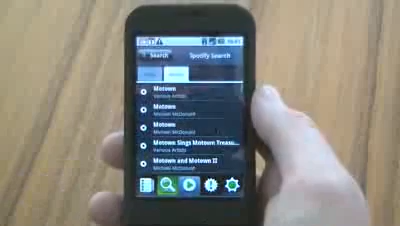 Search
Spotify Search
Motown
Various Artists
Motown
Michael McDonald
Motown
Michael McDonald
Motown Sings Motown Treasu...
Various Artists
Motown and Motown II
Michael McDonald